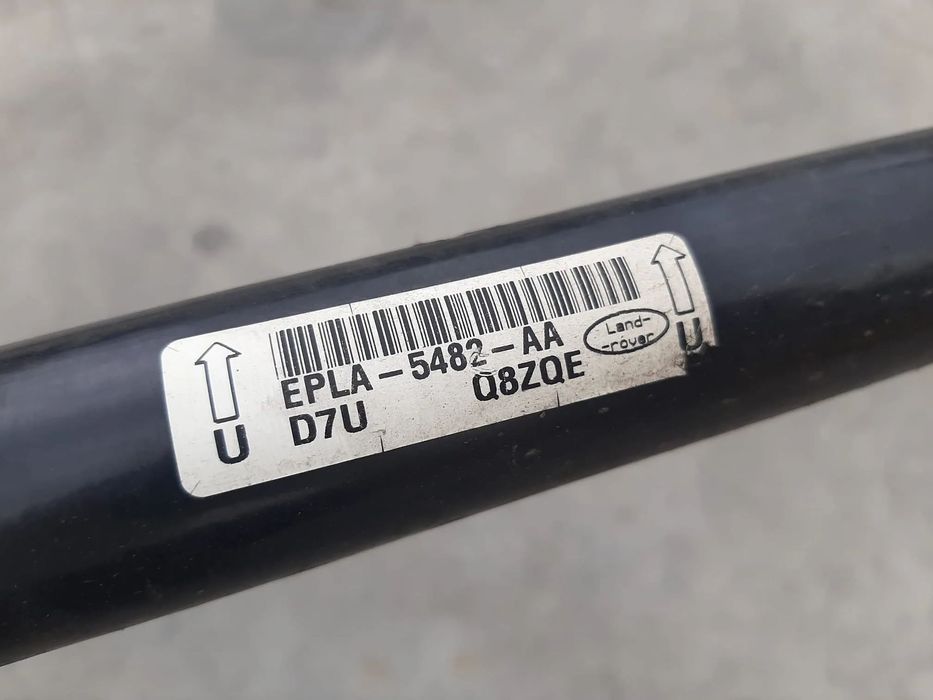 U
EPLA-5482-AA
D7U Q8ZQE
Land-
-rover
U